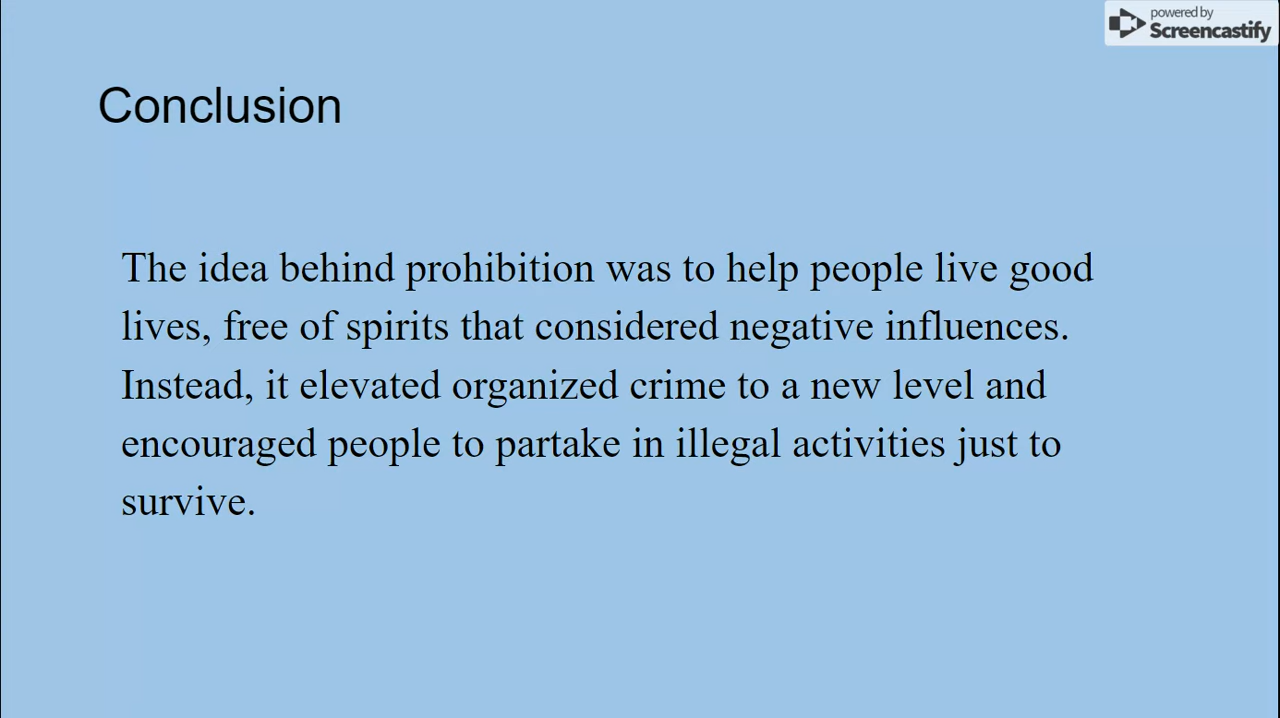 powered by
Screencastify
Conclusion
The idea behind prohibition was to help people live good
lives, free of spirits that considered negative influences.
Instead, it elevated organized crime to a new level and
encouraged people to partake in illegal activities just to
survive.